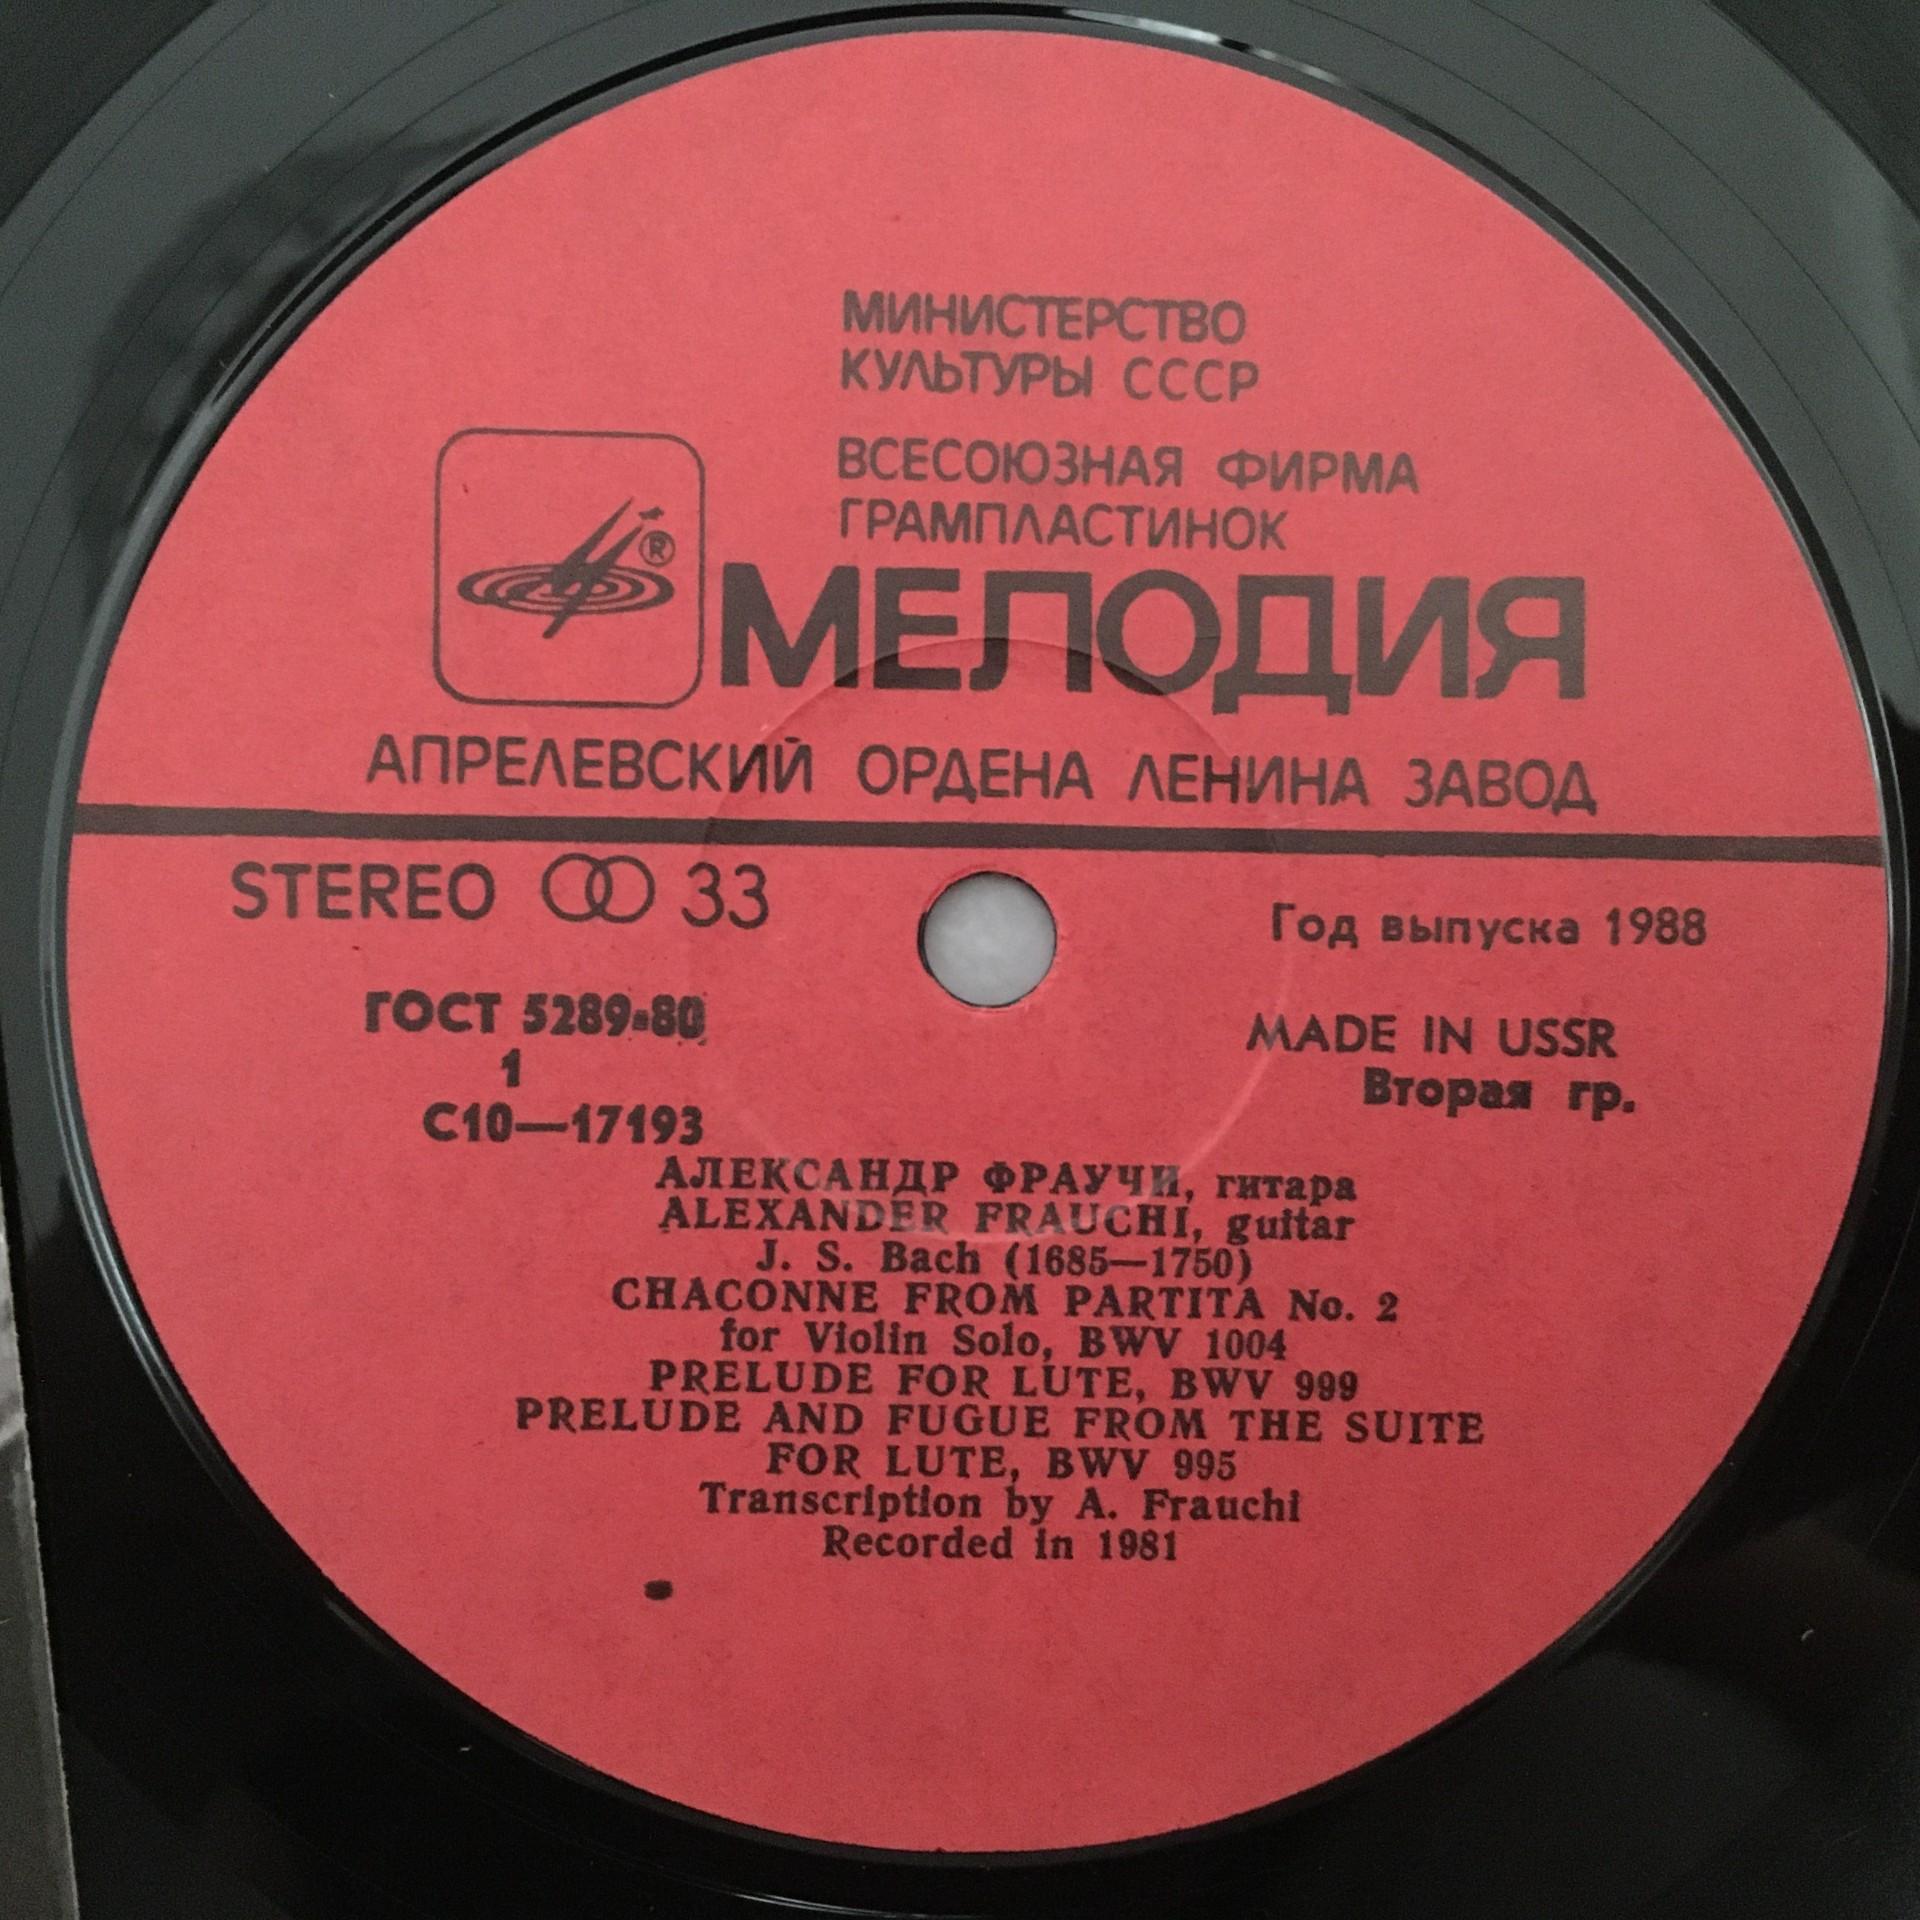 МИНИСТЕРСТВО
КУЛЬТУРЫ СССР
ВСЕСОЮЗНАЯ ФИРМА
ГРАМПЛАСТИНОК
®
МЕЛОДИЯ
АПРЕЛЕВСКИЙ ОРДЕНА ЛЕНИНА ЗАВОД
STEREO 33
Год выпуска 1988
ГОСТ 5289-80
MADE IN USSR
1
Вторая гр.
С10—17193
АЛЕКСАНДР ФРАУЧИ, гитара
ALEXANDER FRAUCHI, guitar
J. S. Bach (1685—1750)
CHACONNE FROM PARTITA No. 2
for Violin Solo, BWV 1004
PRELUDE FOR LUTE, BWV 999
PRELUDE AND FUGUE FROM THE SUITE
FOR LUTE, BWV 995
Transcription by A. Frauchi
Recorded in 1981